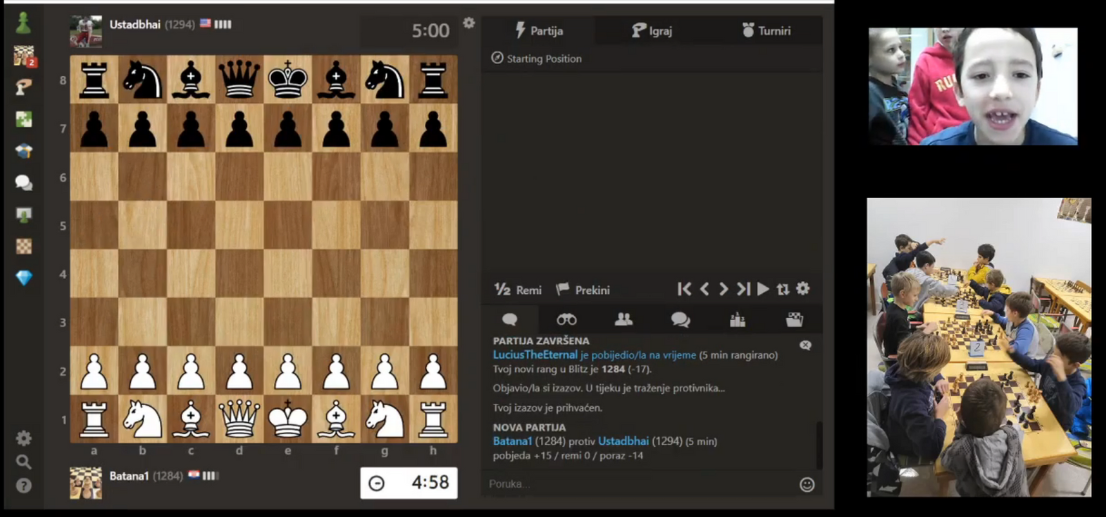 Ustadbhai (1294)
5:00
Partija
Igraj
Turniri
Starting Position
2
8
7
6
5
4
3
2
1
a b c d e f g h
½ Remi
Prekini
PARTIJA ZAVRŠENA
LuciusTheEternal je pobijedio/la na vrijeme (5 min rangirano)
Tvoj novi rang u Blitz je 1284 (-17).
Objavio/la si izazov. U tijeku je traženje protivnika...
Tvoj izazov je prihvaćen.
NOVA PARTIJA
Batana1 (1284) protiv Ustadbhai (1294) (5 min)
pobjeda +15 / remi 0 / poraz -14
Poruka...
Batana1 (1284)
4:58
RU
2